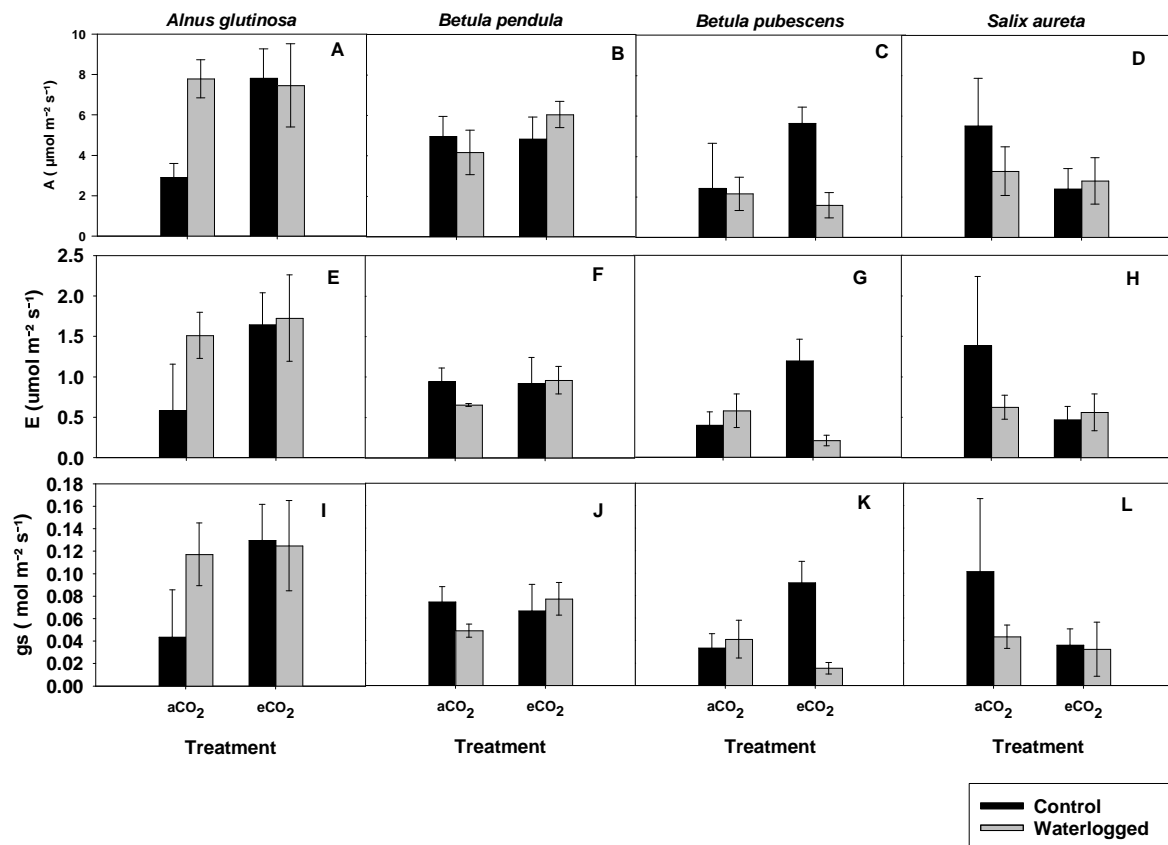 Alnus glutinosa
Betula pendula
Betula pubescens
Salix aureta
A ( µmol m⁻² s⁻¹)
10
8
6
4
2
0
A
B
C
D
E (umol m⁻² s⁻¹)
2.5
2.0
1.5
1.0
0.5
0.0
E
F
G
H
gs ( mol m⁻² s⁻¹)
0.18
0.16
0.14
0.12
0.10
0.08
0.06
0.04
0.02
0.00
I
J
K
L
aCO₂ eCO₂
aCO₂ eCO₂
aCO₂ eCO₂
aCO₂ eCO₂
Treatment
Treatment
Treatment
Treatment
Control
Waterlogged